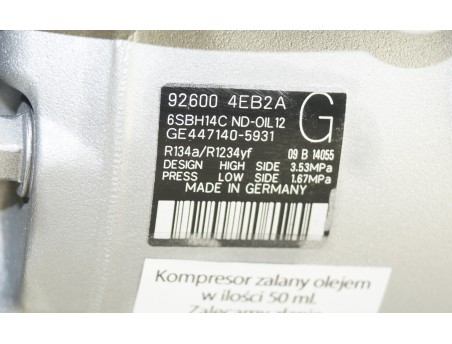 92600 4EB2A G
6SBH14C ND-OIL12
GE447140-5931
R134a/R1234yf 09 B 14055
DESIGN HIGH SIDE 3.53MPa
PRESS LOW SIDE 1.67MPa
MADE IN GERMANY
Kompresor zalany olejem
w ilości 50 ml.
Zalecamy